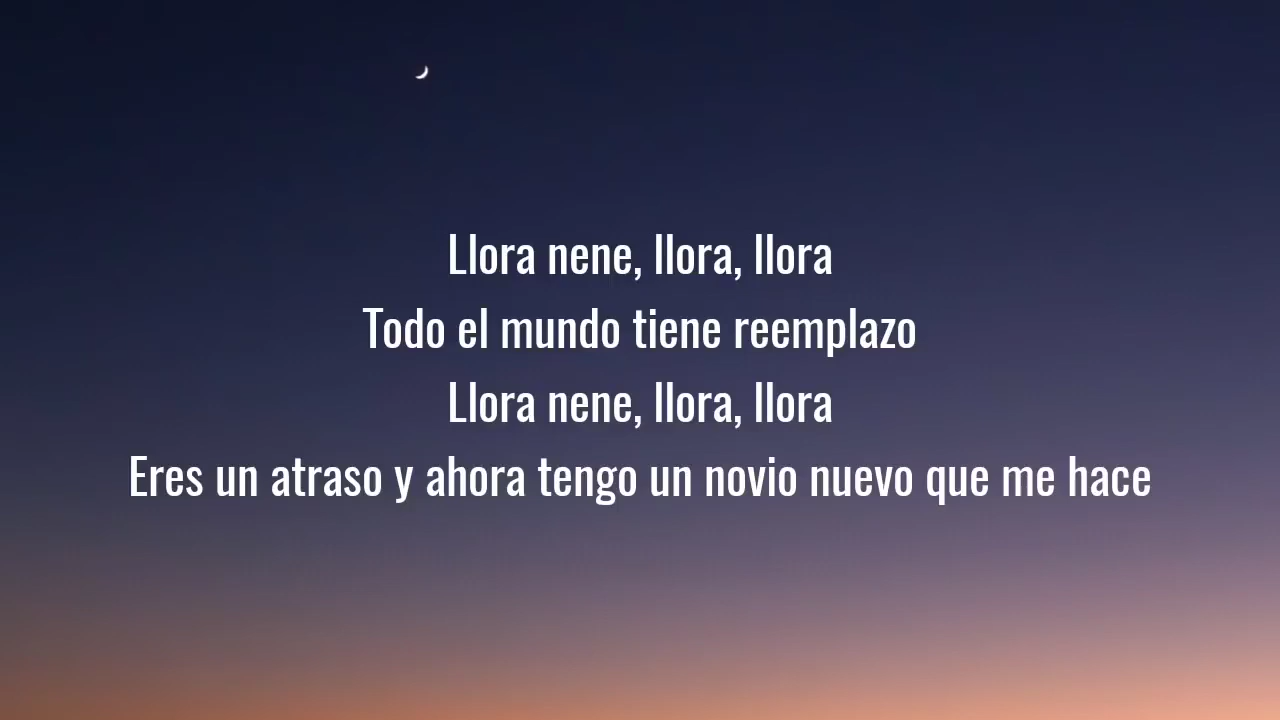 Llora nene, llora, llora
Todo el mundo tiene reemplazo
Llora nene, llora, llora
Eres un atraso y ahora tengo un novio nuevo que me hace